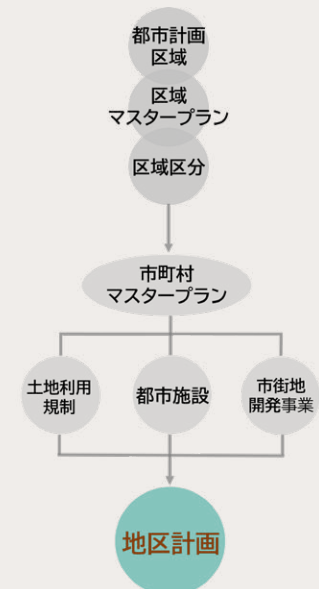 都市計画
区域
区域
マスタープラン
区域区分
市町村
マスタープラン
土地利用
規制
都市施設
市街地
開発事業
地区計画